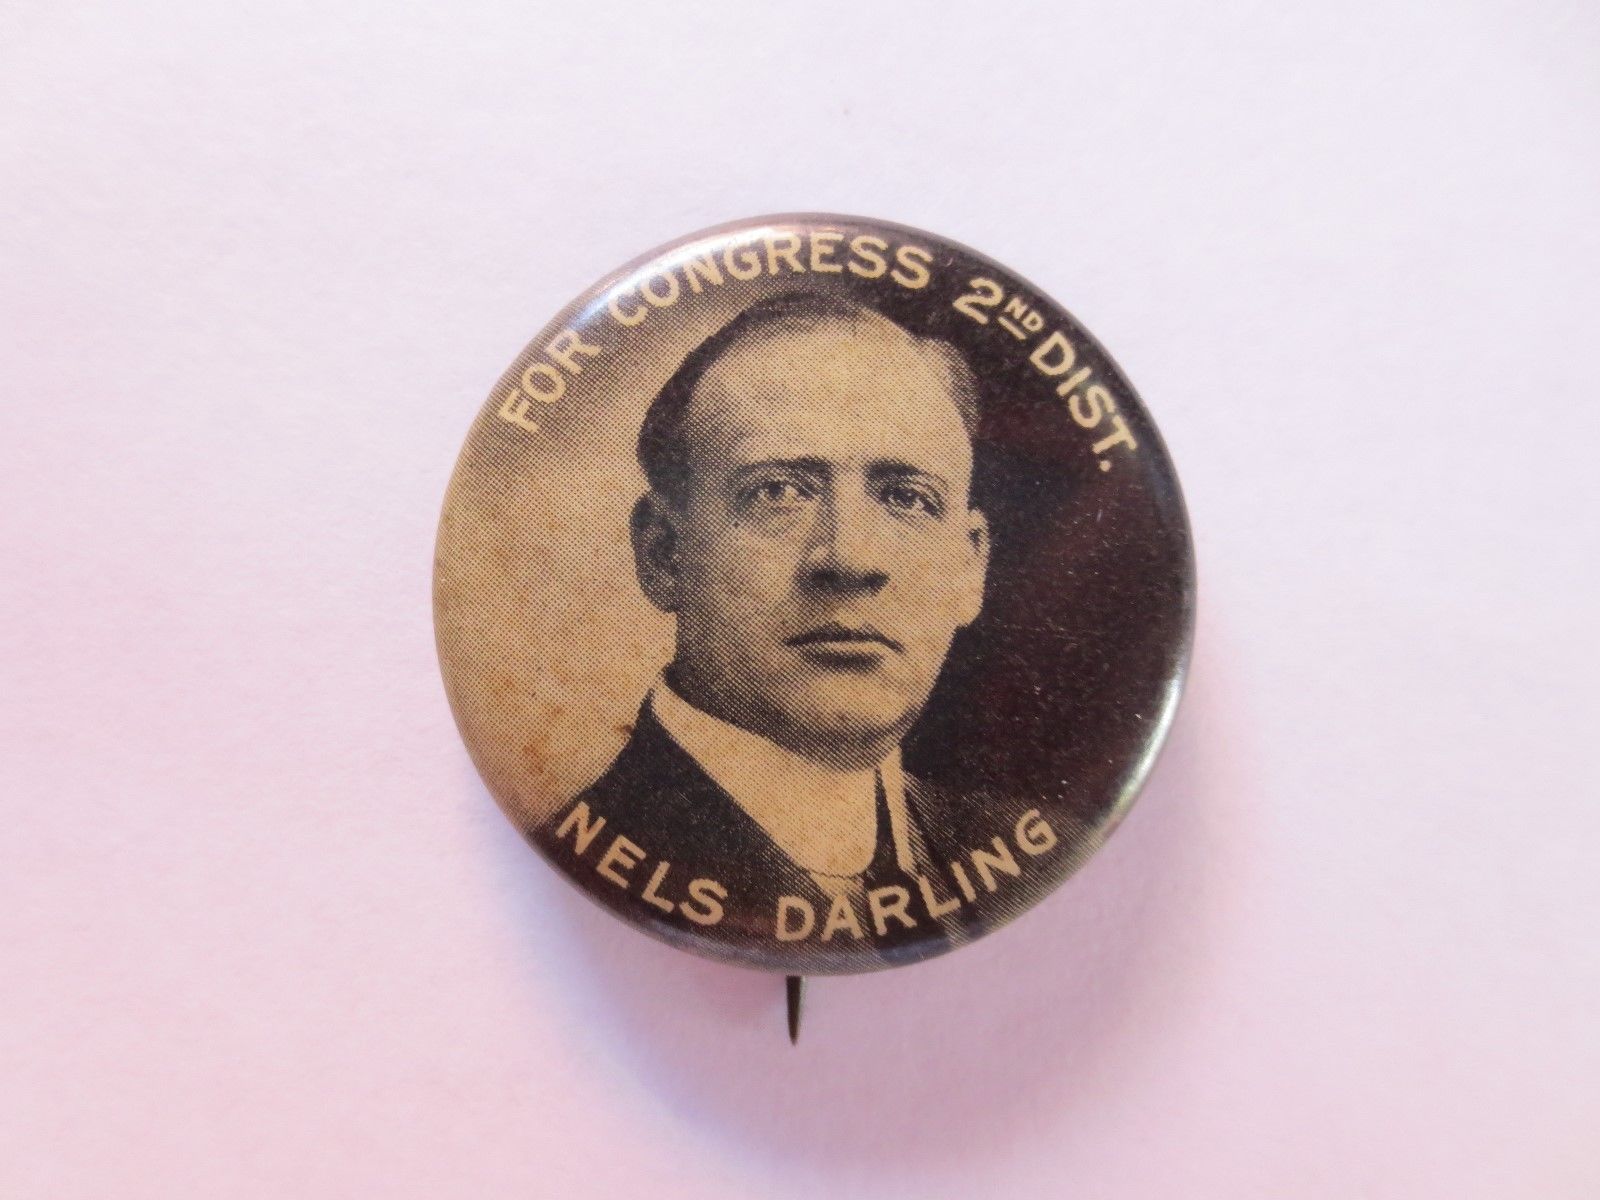 FOR CONGRESS 2ND DIST.
NELS DARLING